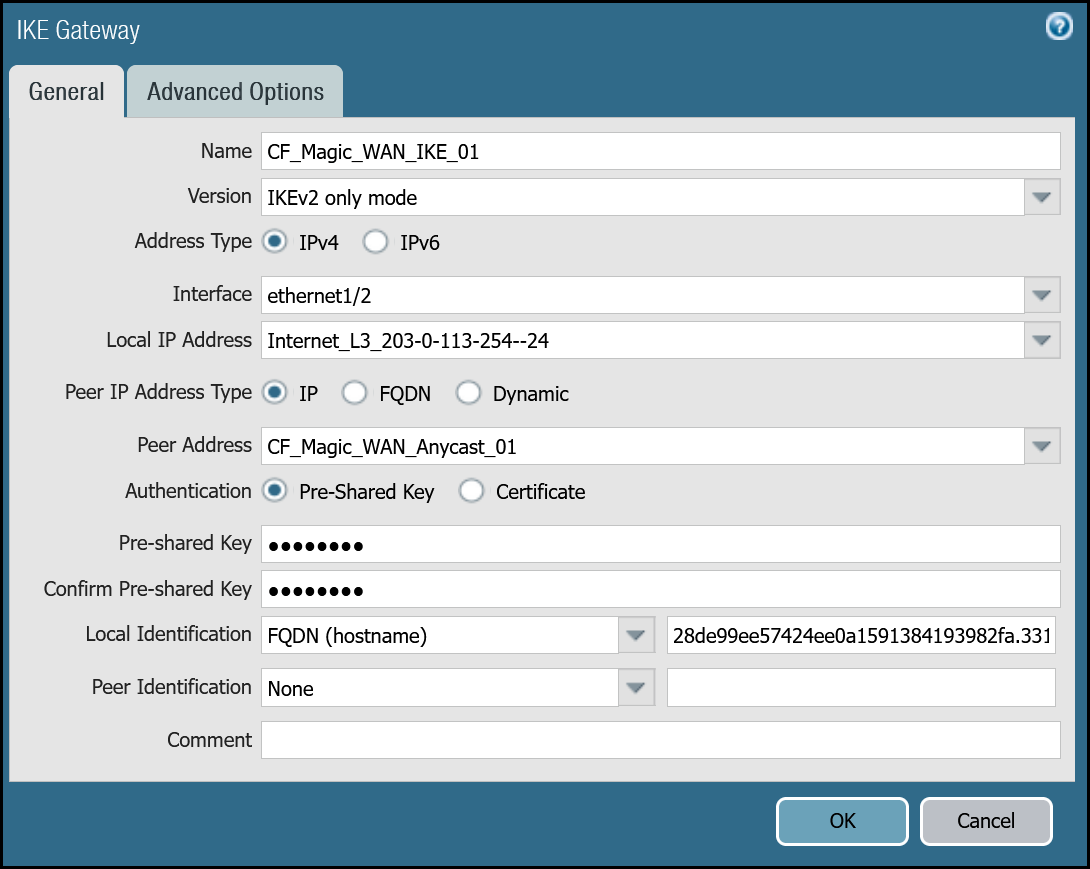 IKE Gateway
General Advanced Options
Name CF_Magic_WAN_IKE_01
Version IKEv2 only mode
Address Type IPv4 IPv6
Interface ethernet1/2
Local IP Address Internet_L3_203-0-113-254--24
Peer IP Address Type IP FQDN Dynamic
Peer Address CF_Magic_WAN_Anycast_01
Authentication Pre-Shared Key Certificate
Pre-shared Key ●●●●●●●●
Confirm Pre-shared Key ●●●●●●●●
Local Identification FQDN (hostname) 28de99ee57424ee0a1591384193982fa.331
Peer Identification None
Comment
OK Cancel